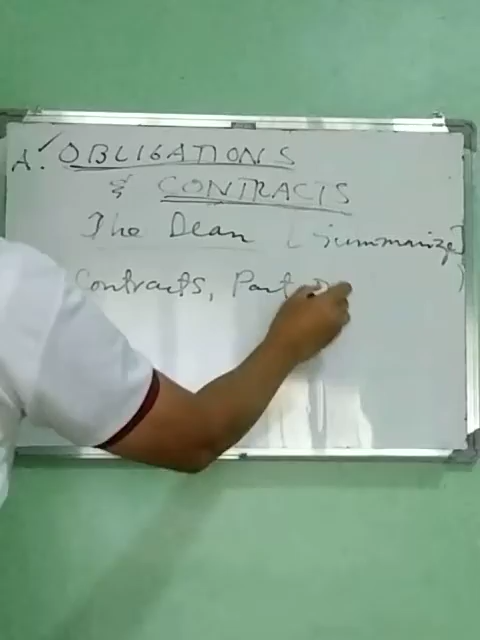 A. OBLIGATIONS
& CONTRACTS
The Dean (Summarize)
Contracts, Part